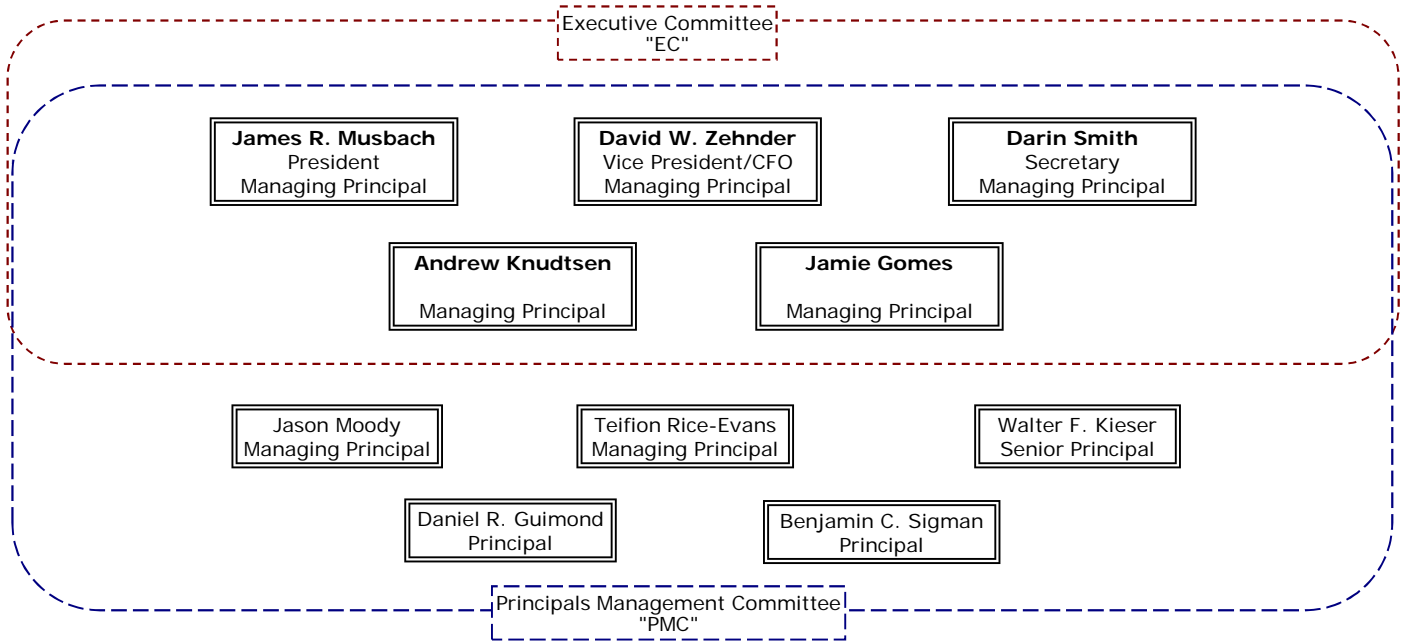 Executive Committee
"EC"
James R. Musbach
President
Managing Principal
David W. Zehnder
Vice President/CFO
Managing Principal
Darin Smith
Secretary
Managing Principal
Andrew Knudtsen
Managing Principal
Jamie Gomes
Managing Principal
Jason Moody
Managing Principal
Teifion Rice-Evans
Managing Principal
Walter F. Kieser
Senior Principal
Daniel R. Guimond
Principal
Benjamin C. Sigman
Principal
Principals Management Committee
"PMC"